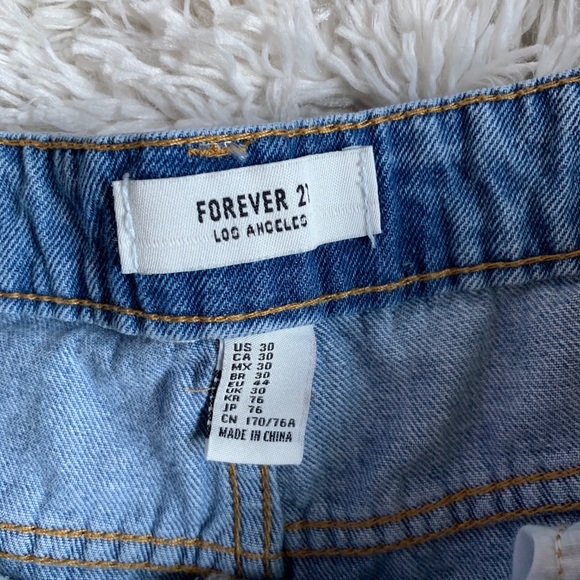 FOREVER 21
LOS ANGELES
US 30
CA 30
MX 30
BR 30
EU 44
UK 30
KR 76
JP 76
CN 170/76A
MADE IN CHINA